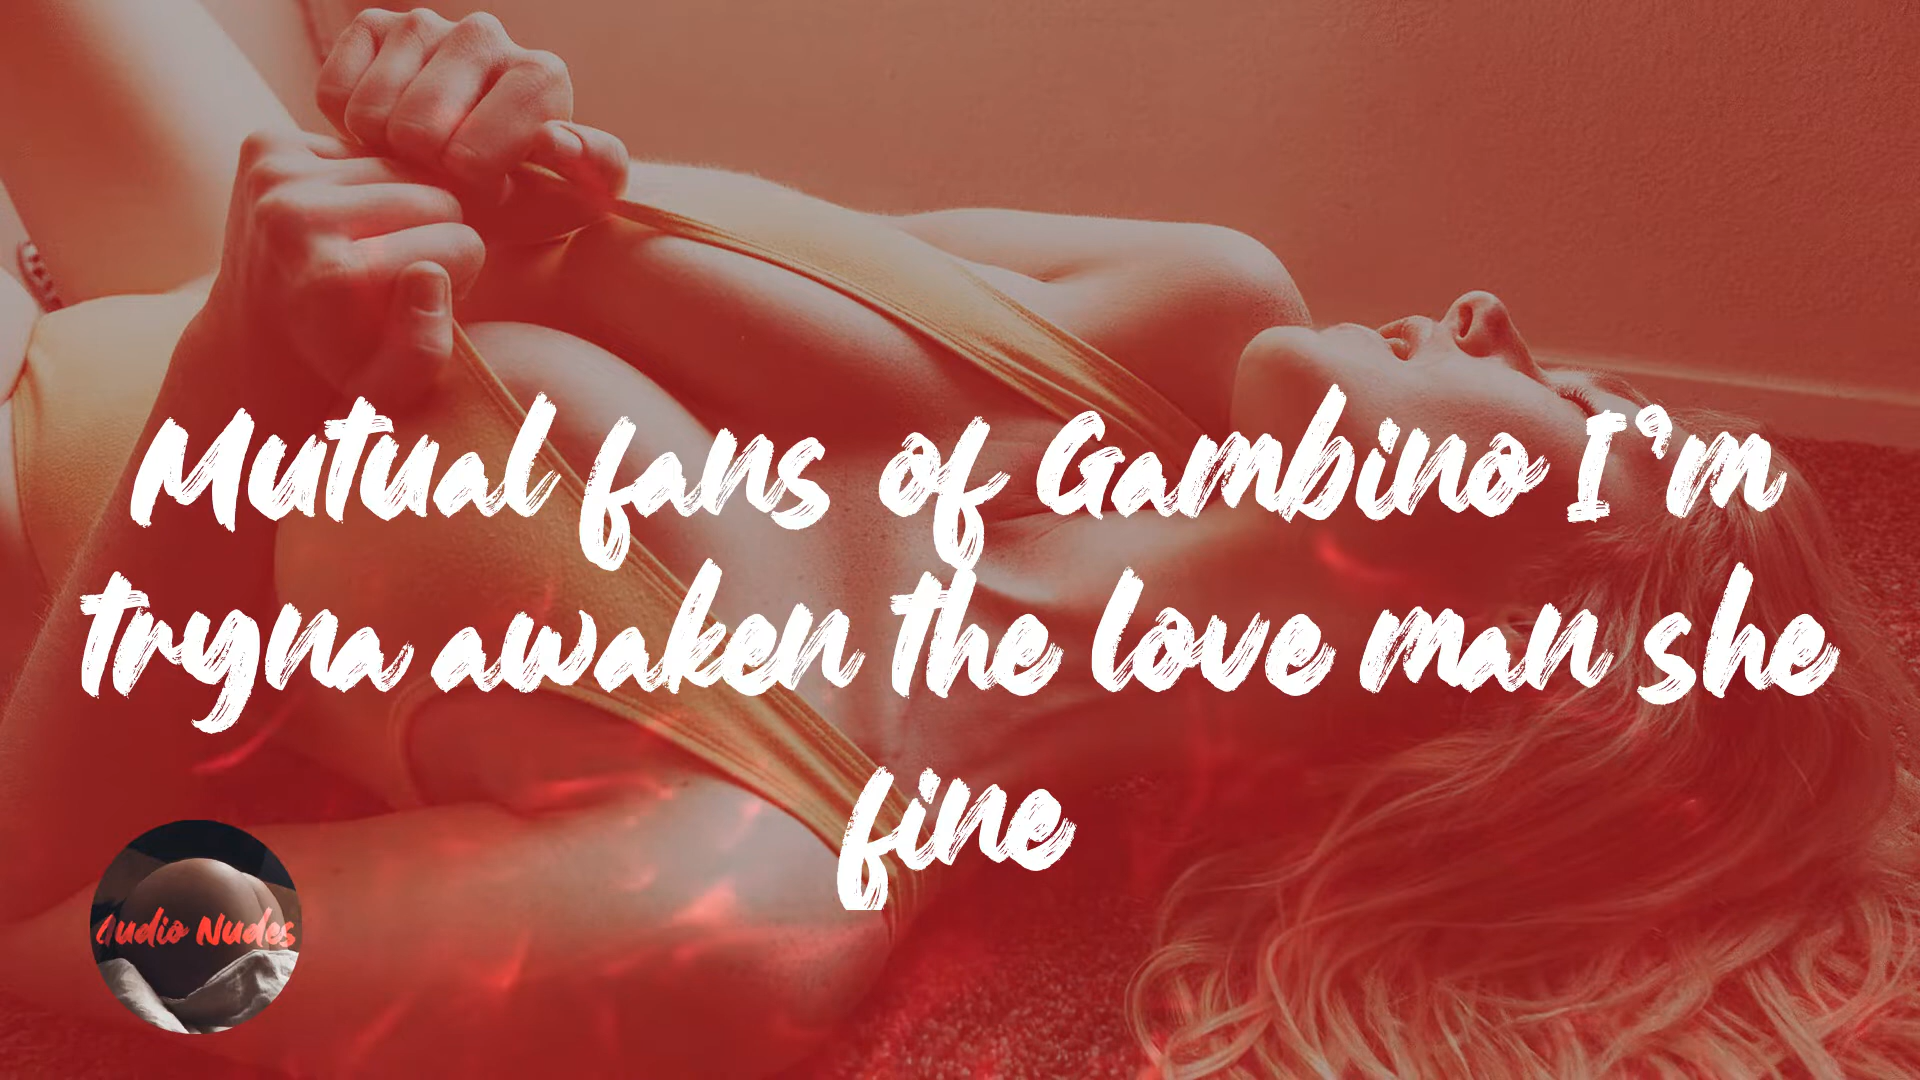 Mutual fans of Gambino I'm
tryna awaken the love man she
fine
Audio Nudes